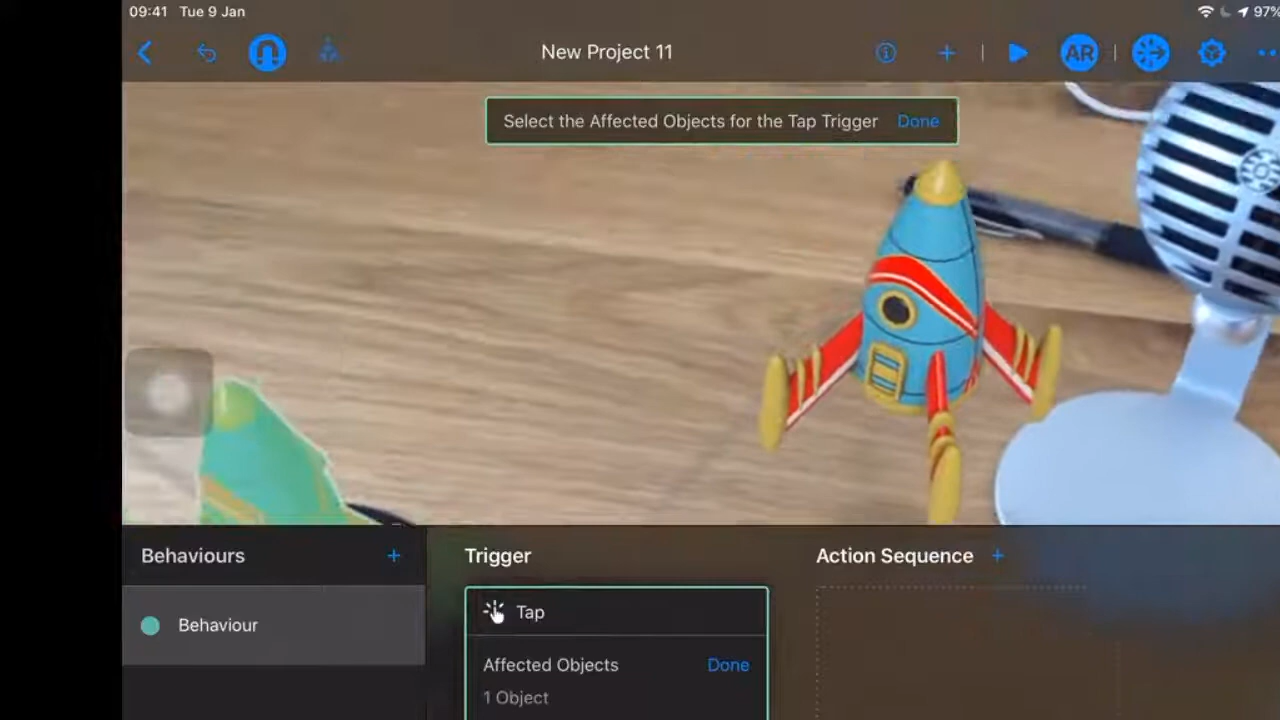 09:41 Tue 9 Jan
97%
New Project 11
AR
Select the Affected Objects for the Tap Trigger Done
Behaviours +
Trigger
Action Sequence +
Behaviour
Tap
Affected Objects Done
1 Object